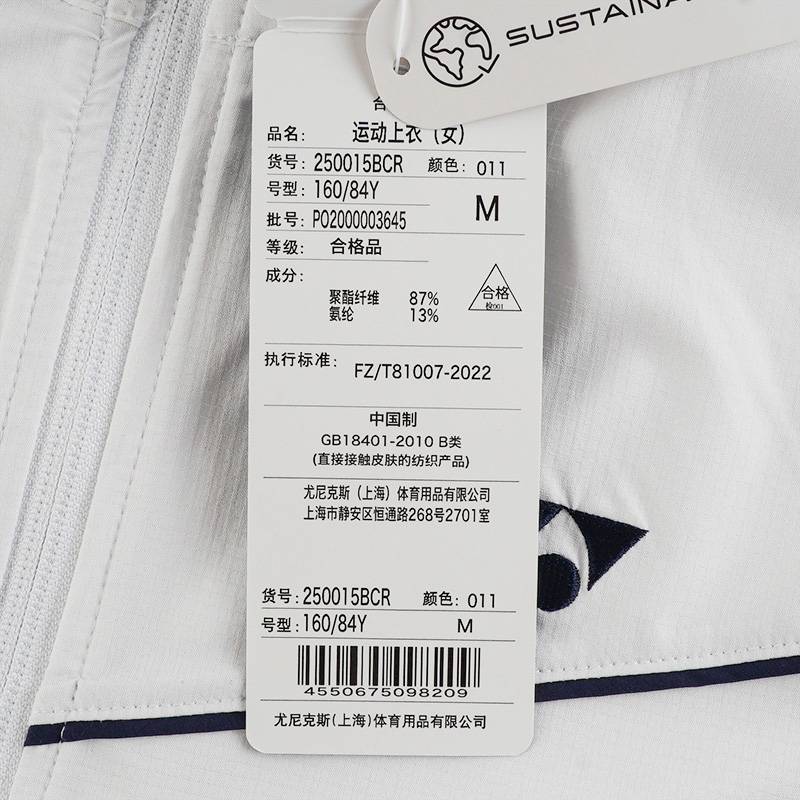 SUSTAINA
合
品名: 运动上衣（女）
货号: 250015BCR 颜色: 011
号型: 160/84Y
M
批号: PO2000003645
等级: 合格品
成分:
聚酯纤维 87%
氨纶 13%
合格
检001
执行标准: FZ/T81007-2022
中国制
GB18401-2010 B类
(直接接触皮肤的纺织产品)
尤尼克斯（上海）体育用品有限公司
上海市静安区恒通路268号2701室
货号: 250015BCR 颜色: 011
号型: 160/84Y M
4550675098209
尤尼克斯(上海)体育用品有限公司